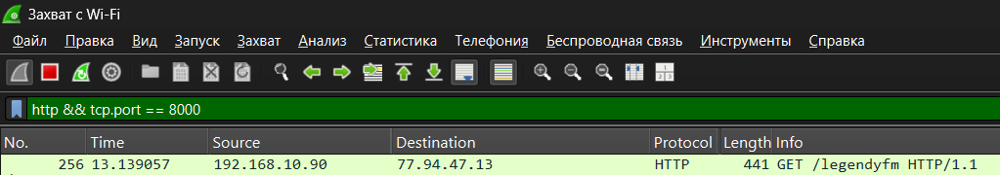 Захват с Wi-Fi
Файл Правка Вид Запуск Захват Анализ Статистика Телефония Беспроводная связь Инструменты Справка
http && tcp.port == 8000
No. Time Source Destination Protocol Length Info
256 13.139057 192.168.10.90 77.94.47.13 HTTP 441 GET /legendyfm HTTP/1.1